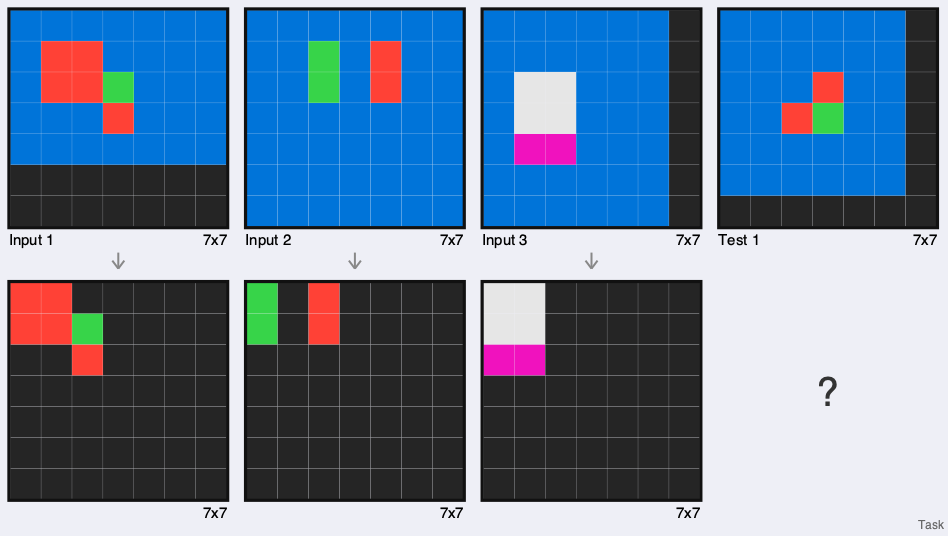 Input 1 7x7
Input 2 7x7
Input 3 7x7
Test 1 7x7
7x7
7x7
7x7
?
Task